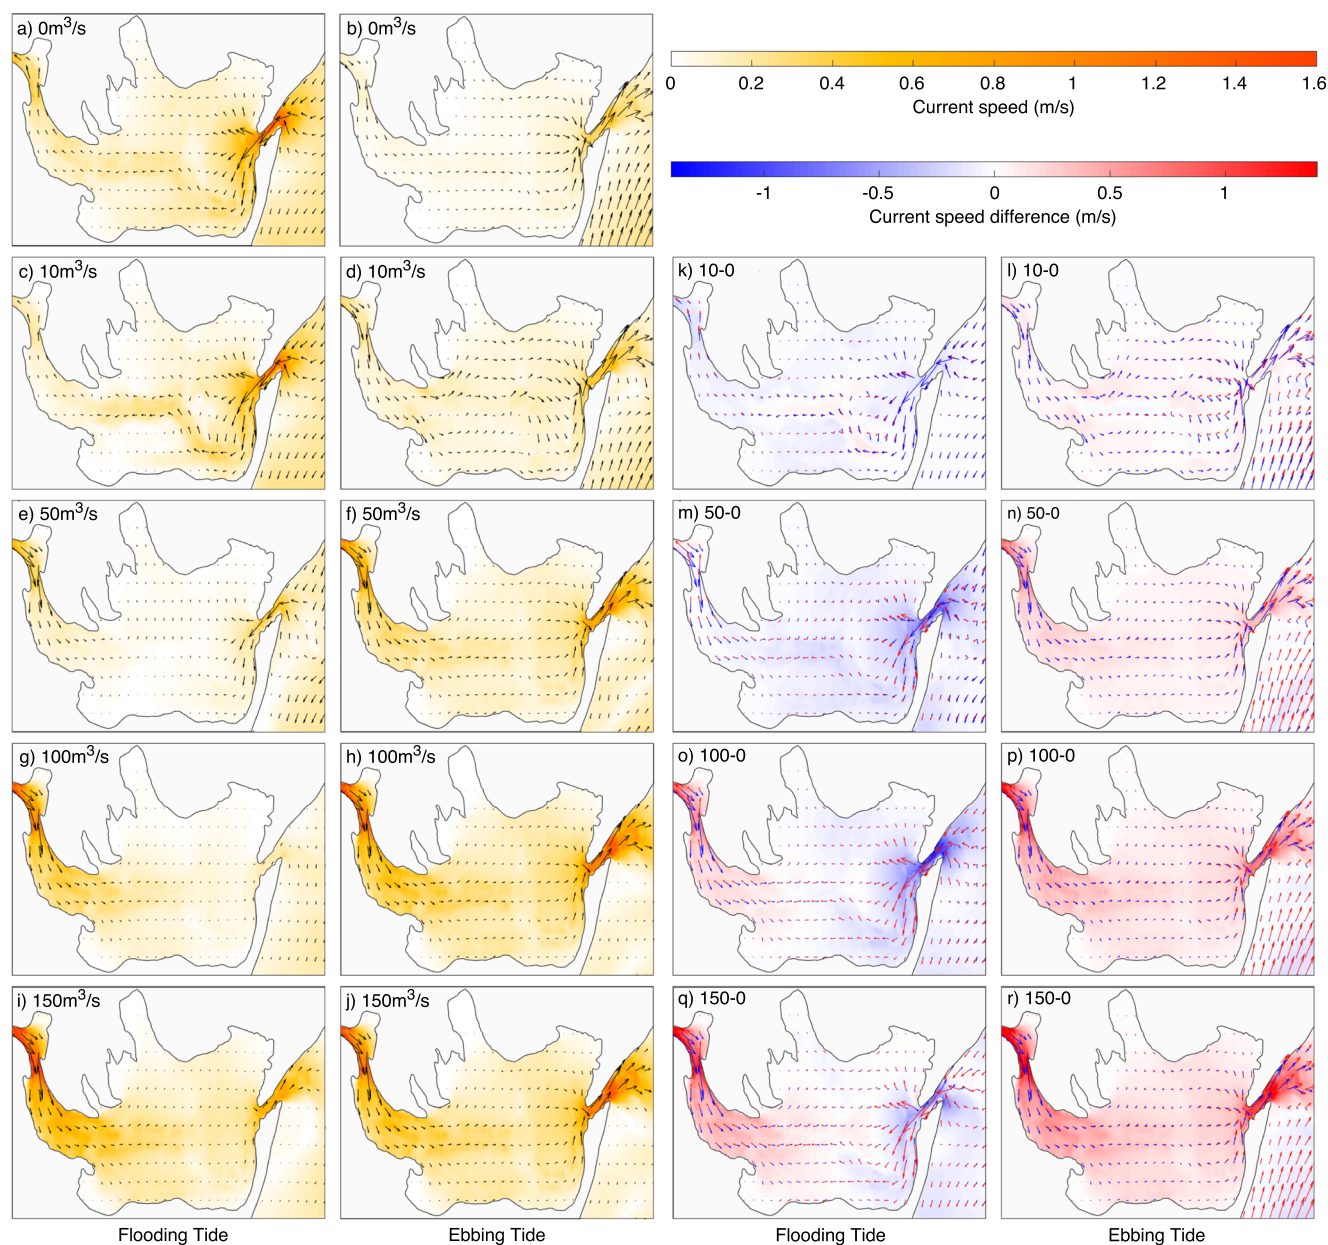 a) 0m³/s
b) 0m³/s
0 0.2 0.4 0.6 0.8 1 1.2 1.4 1.6
Current speed (m/s)
-1 -0.5 0 0.5 1
Current speed difference (m/s)
c) 10m³/s
d) 10m³/s
k) 10-0
l) 10-0
e) 50m³/s
f) 50m³/s
m) 50-0
n) 50-0
g) 100m³/s
h) 100m³/s
o) 100-0
p) 100-0
i) 150m³/s
j) 150m³/s
q) 150-0
r) 150-0
Flooding Tide
Ebbing Tide
Flooding Tide
Ebbing Tide